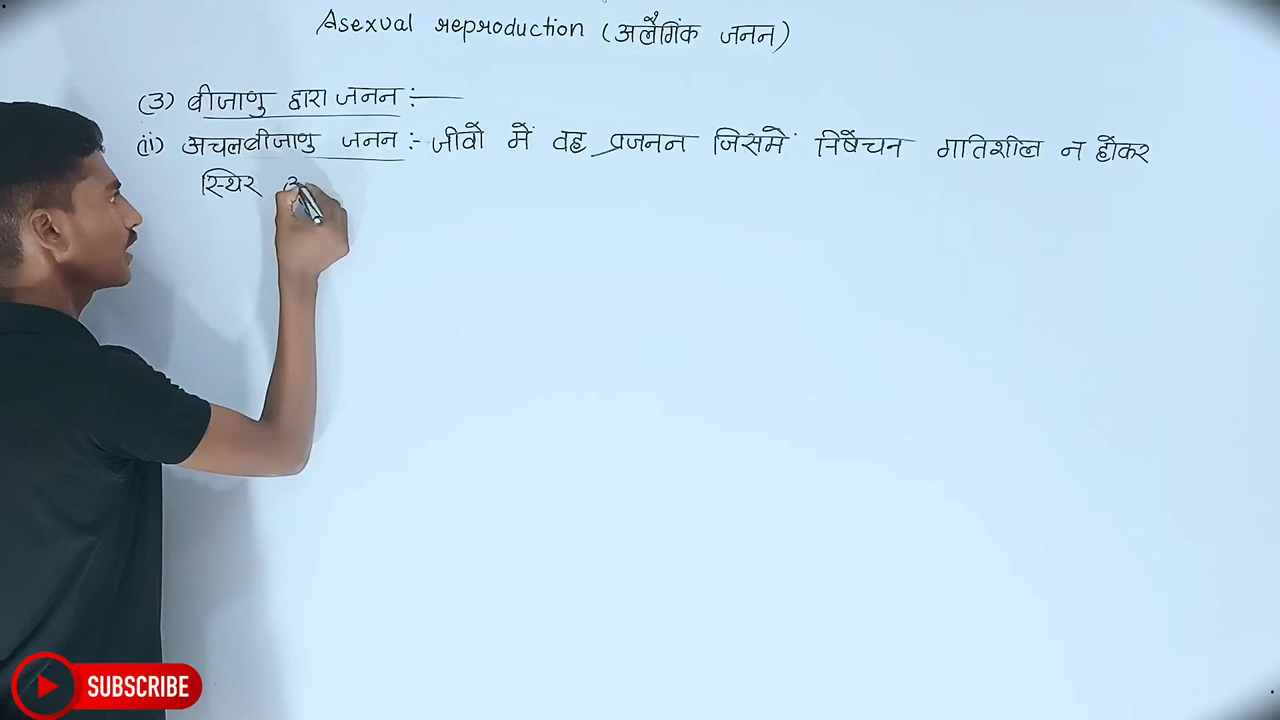 Asexual reproduction (अलैगिंक जनन)
(3) बीजाणु द्वारा जनन :—
(ii) अचलबीजाणु जनन :- जीवों में वह प्रजनन जिसमें निषेचन गतिशील न होकर
स्थिर
SUBSCRIBE